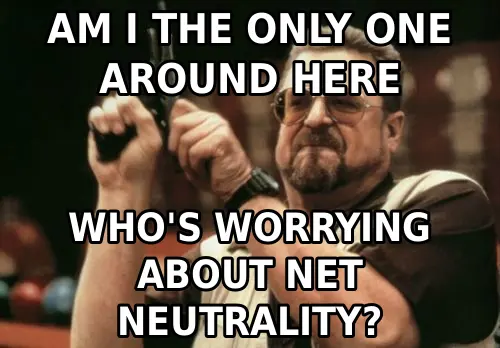 AM I THE ONLY ONE
AROUND HERE
WHO'S WORRYING
ABOUT NET
NEUTRALITY?